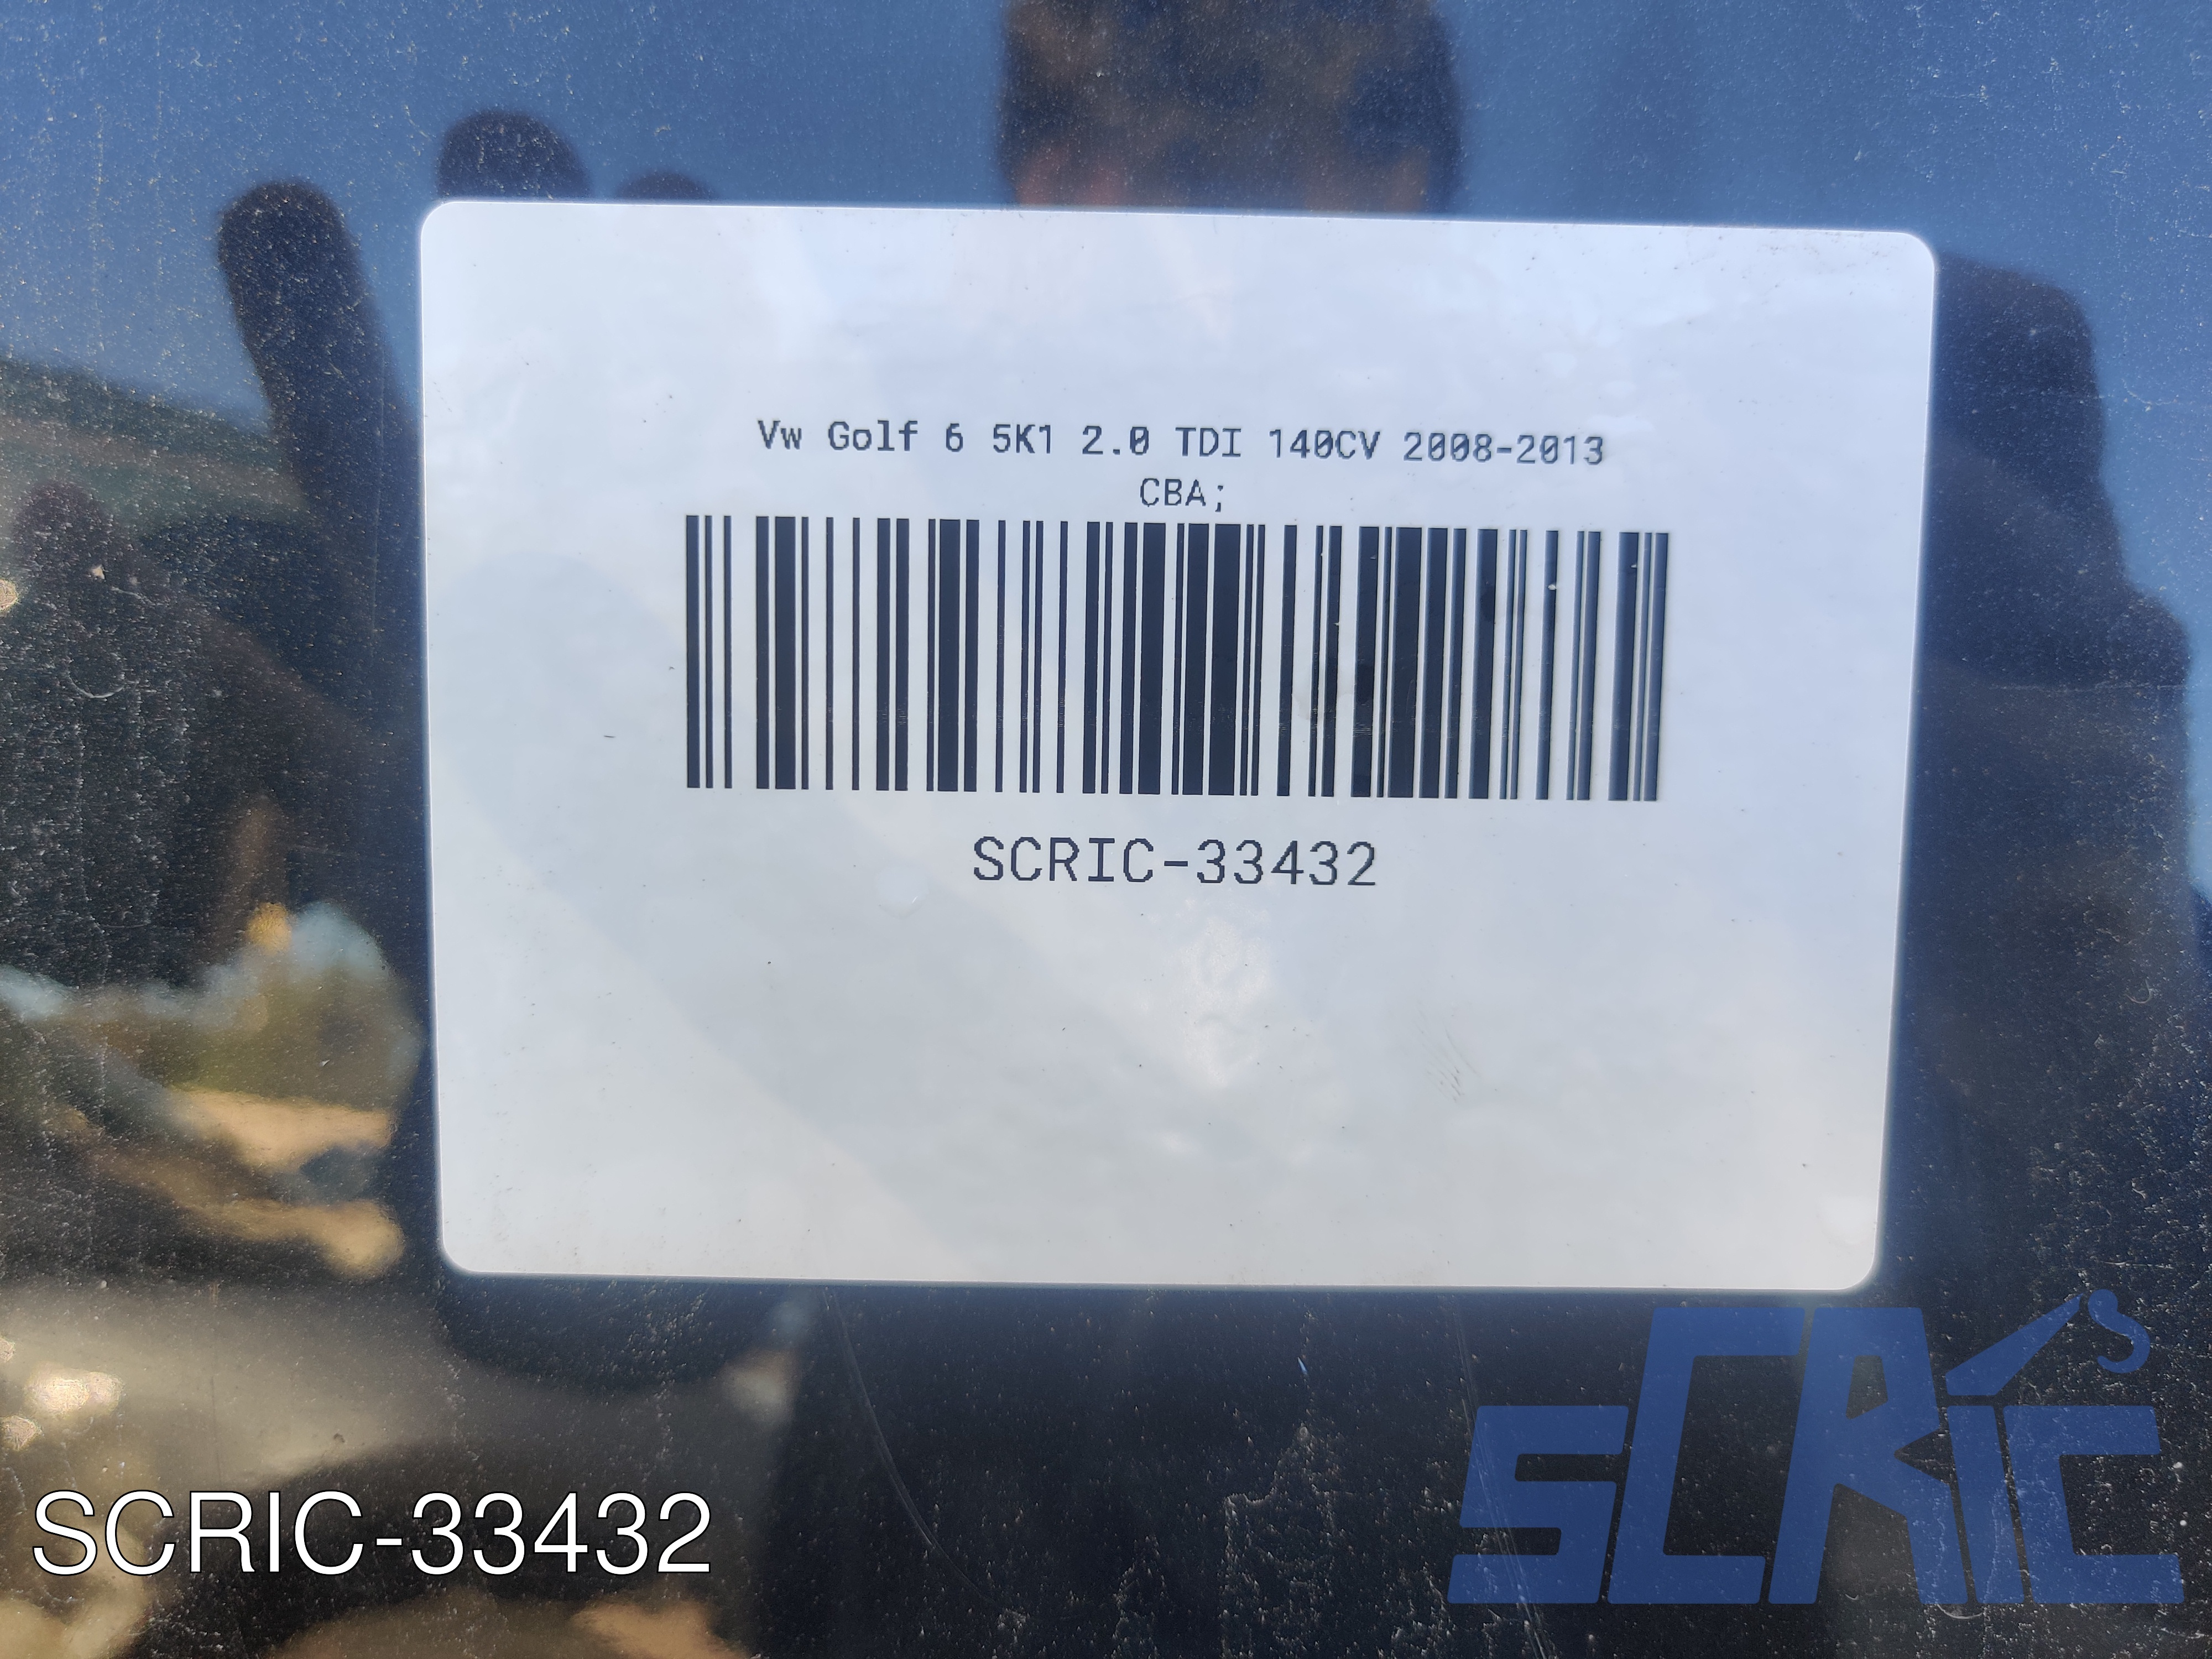 Vw Golf 6 5K1 2.0 TDI 140CV 2008-2013
CBA;
SCRIC-33432
SCRIC-33432
SCRIC